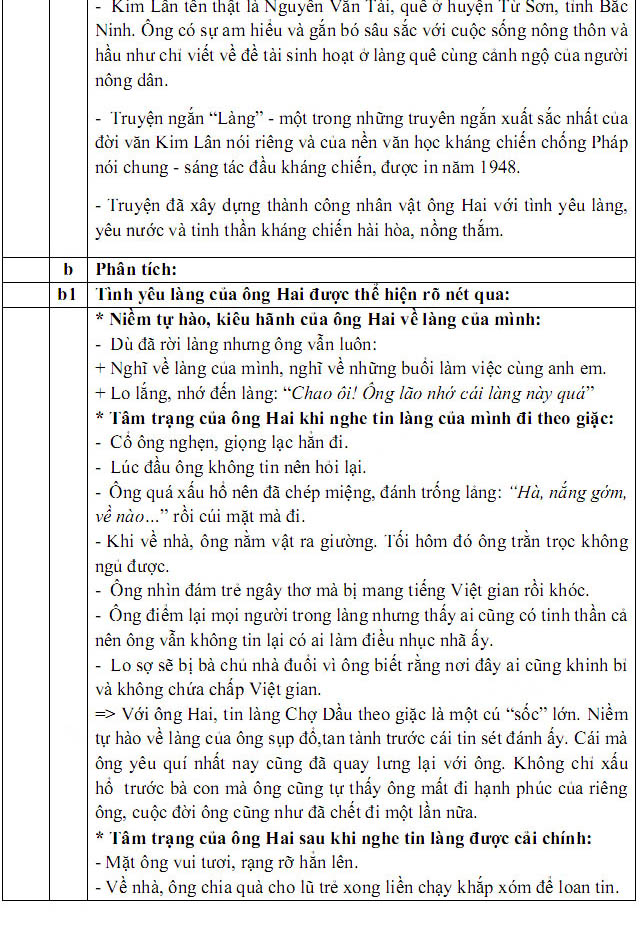 - Kim Lân tên thật là Nguyễn Văn Tài, quê ở huyện Từ Sơn, tỉnh Bắc
Ninh. Ông có sự am hiểu và gắn bó sâu sắc với cuộc sống nông thôn và
hầu như chỉ viết về đề tài sinh hoạt ở làng quê cùng cảnh ngộ của người
nông dân.
- Truyện ngắn “Làng” - một trong những truyên ngắn xuất sắc nhất của
đời văn Kim Lân nói riêng và của nền văn học kháng chiến chống Pháp
nói chung - sáng tác đầu kháng chiến, được in năm 1948.
- Truyện đã xây dựng thành công nhân vật ông Hai với tình yêu làng,
yêu nước và tinh thần kháng chiến hài hòa, nồng thắm.
b Phân tích:
b1 Tình yêu làng của ông Hai được thể hiện rõ nét qua:
* Niềm tự hào, kiêu hãnh của ông Hai về làng của mình:
- Dù đã rời làng nhưng ông vẫn luôn:
+ Nghĩ về làng của mình, nghĩ về những buổi làm việc cùng anh em.
+ Lo lắng, nhớ đến làng: “Chao ôi! Ông lão nhớ cái làng này quá”
* Tâm trạng của ông Hai khi nghe tin làng của mình đi theo giặc:
- Cổ ông nghẹn, giọng lạc hẳn đi.
- Lúc đầu ông không tin nên hỏi lại.
- Ông quá xấu hổ nên đã chép miệng, đánh trống lảng: “Hà, nắng gớm,
về nào...” rồi cúi mặt mà đi.
- Khi về nhà, ông nằm vật ra giường. Tối hôm đó ông trằn trọc không
ngủ được.
- Ông nhìn đám trẻ ngây thơ mà bị mang tiếng Việt gian rồi khóc.
- Ông điểm lại mọi người trong làng nhưng thấy ai cũng có tinh thần cả
nên ông vẫn không tin lại có ai làm điều nhục nhã ấy.
- Lo sợ sẽ bị bà chủ nhà đuổi vì ông biết rằng nơi đây ai cũng khinh bỉ
và không chứa chấp Việt gian.
=> Với ông Hai, tin làng Chợ Dầu theo giặc là một cú “sốc” lớn. Niềm
tự hào về làng của ông sụp đổ,tan tành trước cái tin sét đánh ấy. Cái mà
ông yêu quí nhất nay cũng đã quay lưng lại với ông. Không chỉ xấu
hổ trước bà con mà ông cũng tự thấy ông mất đi hạnh phúc của riêng
ông, cuộc đời ông cũng như đã chết đi một lần nữa.
* Tâm trạng của ông Hai sau khi nghe tin làng được cải chính:
- Mặt ông vui tươi, rạng rỡ hẳn lên.
- Về nhà, ông chia quà cho lũ trẻ xong liền chạy khắp xóm để loan tin.